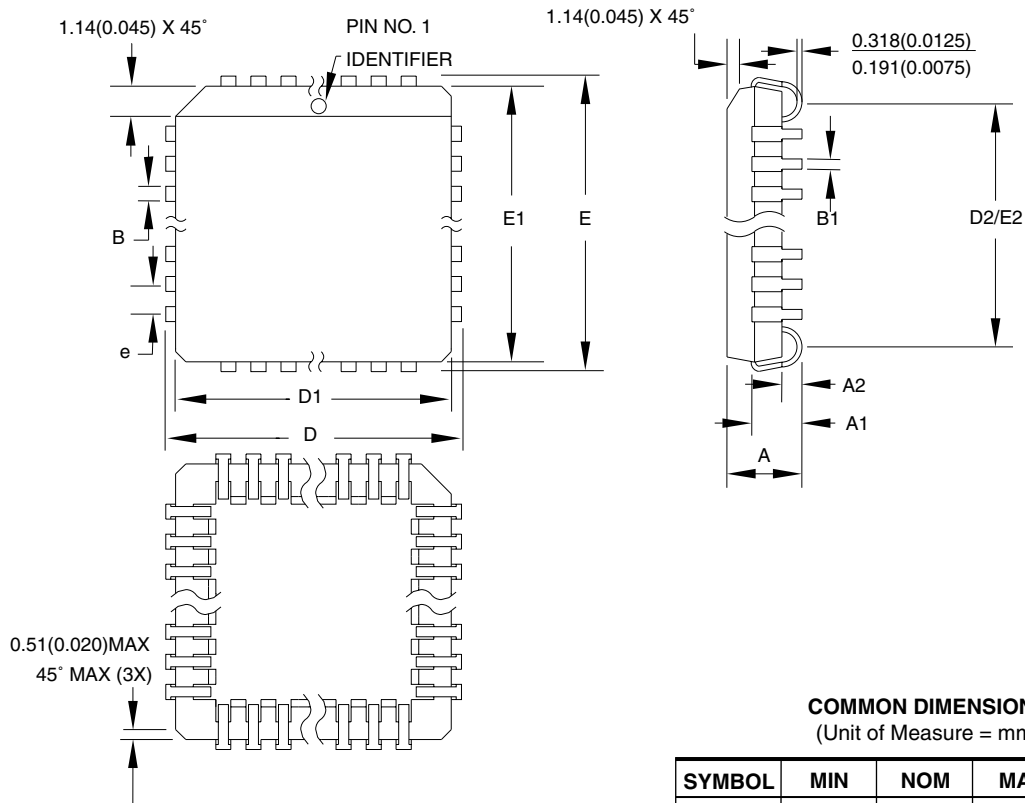 1.14(0.045) X 45˚
PIN NO. 1
IDENTIFIER
1.14(0.045) X 45˚
0.318(0.0125)
0.191(0.0075)
B
e
E1
E
B1
D2/E2
D1
D
A2
A1
A
0.51(0.020)MAX
45˚ MAX (3X)
COMMON DIMENSION
(Unit of Measure = mm
SYMBOL MIN NOM MA